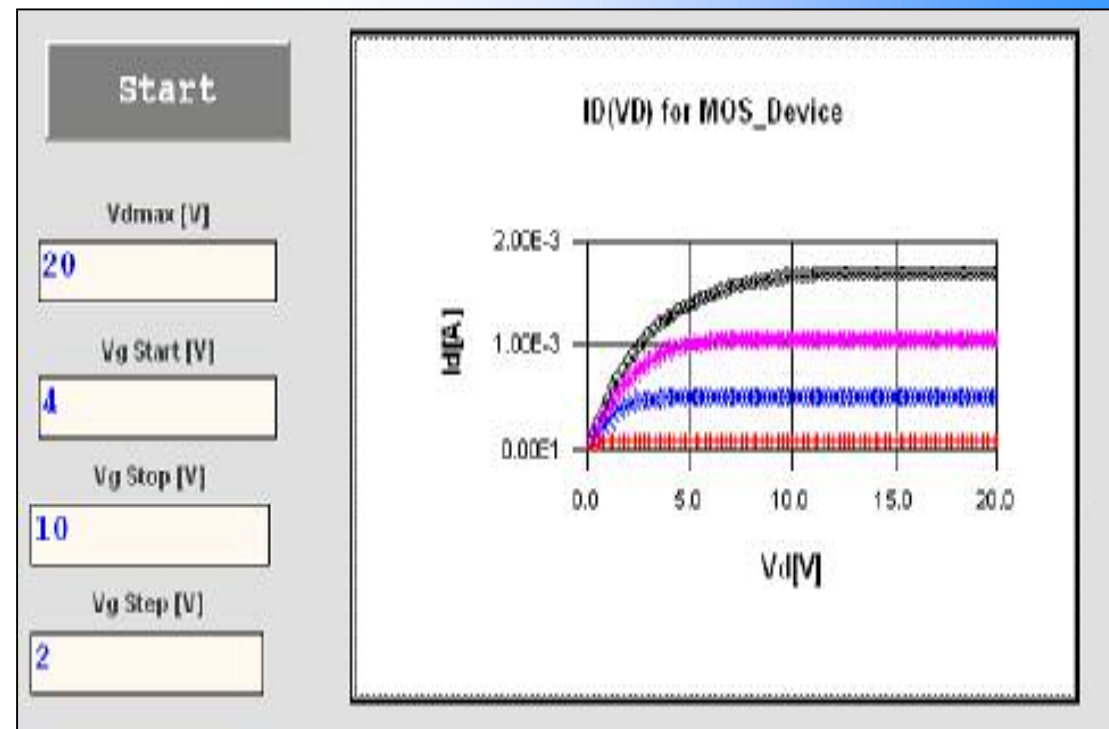 Start
Vdmax [V]
20
Vg Start [V]
4
Vg Stop [V]
10
Vg Step [V]
2
ID(VD) for MOS_Device
Id[A]
2.00E-3
1.00E-3
0.00E1
0.0 5.0 10.0 15.0 20.0
Vd[V]